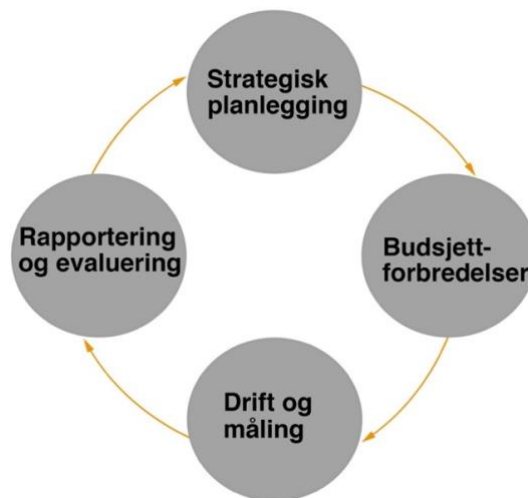 Strategisk
planlegging
Budsjett-
forbredelser
Drift og
måling
Rapportering
og evaluering